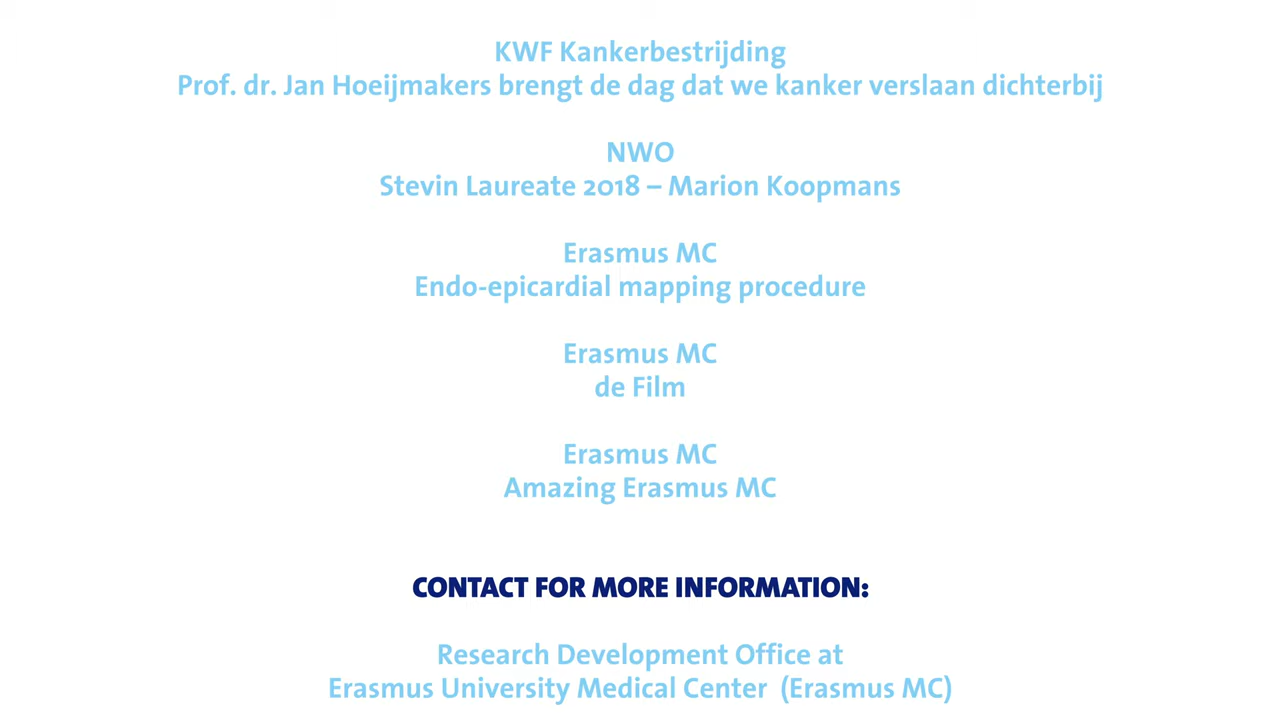 KWF Kankerbestrijding
Prof. dr. Jan Hoeijmakers brengt de dag dat we kanker verslaan dichterbij
NWO
Stevin Laureate 2018 – Marion Koopmans
Erasmus MC
Endo-epicardial mapping procedure
Erasmus MC
de Film
Erasmus MC
Amazing Erasmus MC
CONTACT FOR MORE INFORMATION:
Research Development Office at
Erasmus University Medical Center (Erasmus MC)